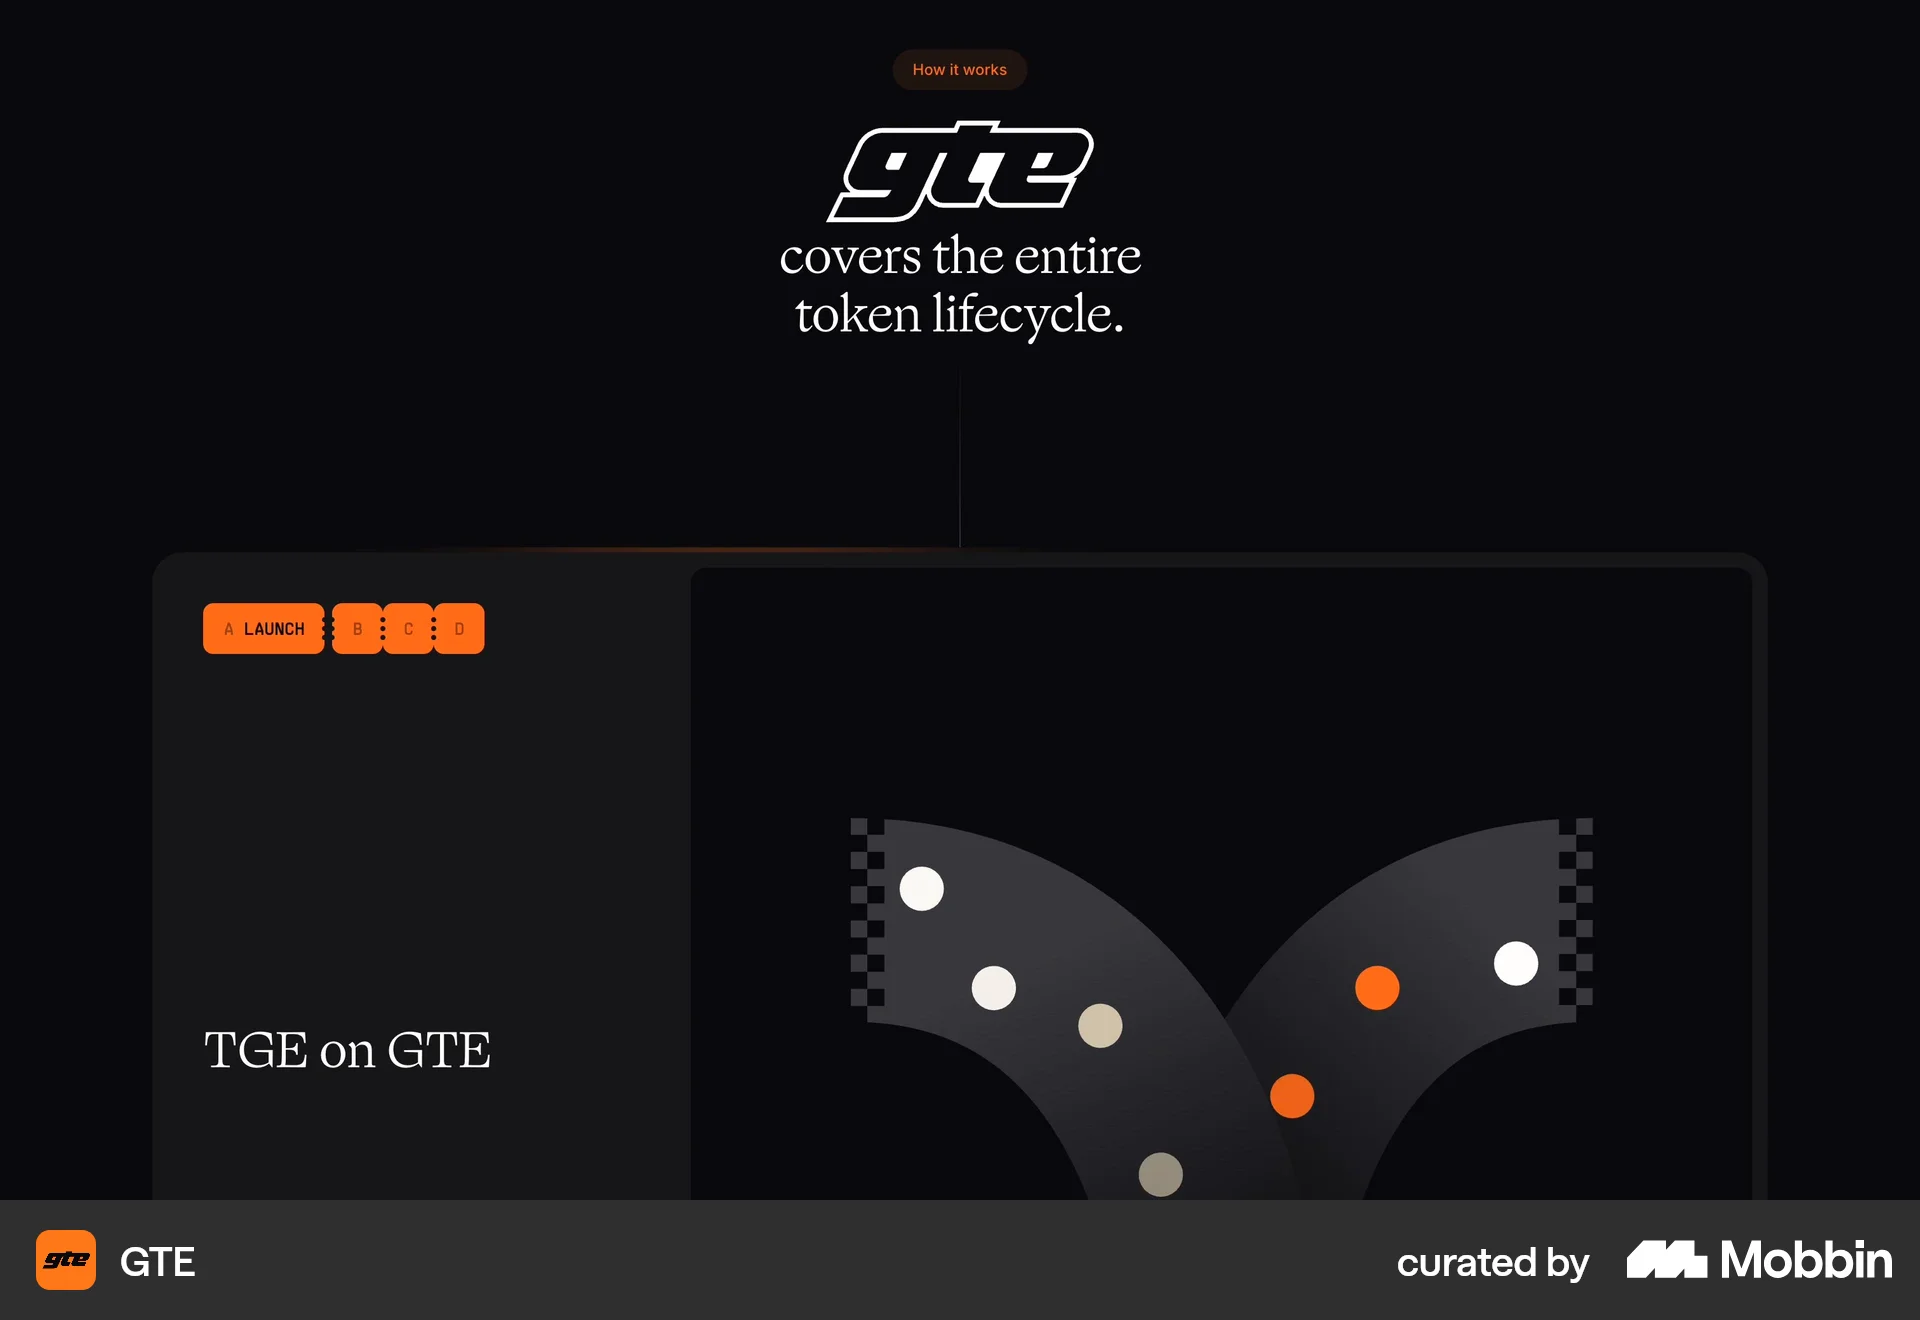 How it works
gte
covers the entire
token lifecycle.
A LAUNCH B C D
TGE on GTE
gte GTE curated by Mobbin